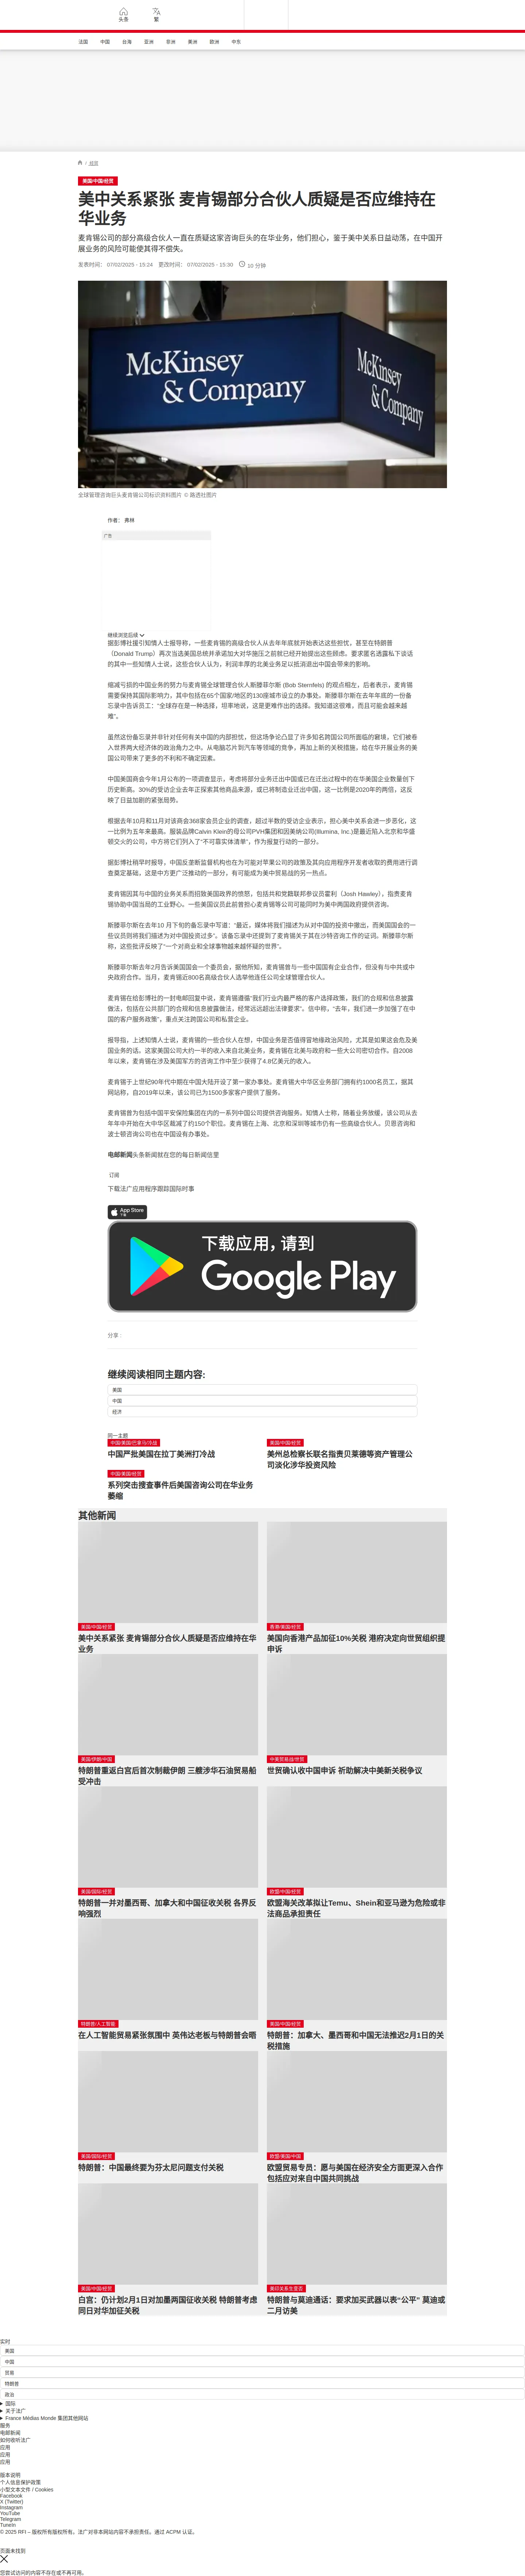 头条
繁
法国
中国
台海
亚洲
非洲
美洲
欧洲
中东
/ 经贸
美国/中国/经贸
美中关系紧张 麦肯锡部分合伙人质疑是否应维持在
华业务
麦肯锡公司的部分高级合伙人一直在质疑这家咨询巨头的在华业务，他们担心，鉴于美中关系日益动荡，在中国开
展业务的风险可能使其得不偿失。
发表时间： 07/02/2025 - 15:24 更改时间： 07/02/2025 - 15:30 10 分钟
McKinsey & Company
McKinsey & Company
全球管理咨询巨头麦肯锡公司标识资料图片 © 路透社图片
作者： 弗林
广告
继续浏览后续
据彭博社援引知情人士报导称，一些麦肯锡的高级合伙人从去年年底就开始表达这些担忧，甚至在特朗普
（Donald Trump）再次当选美国总统并承诺加大对华施压之前就已经开始提出这些顾虑。要求匿名透露私下谈话
的其中一些知情人士说，这些合伙人认为，利润丰厚的北美业务足以抵消退出中国会带来的影响。
缩减亏损的中国业务的努力与麦肯锡全球管理合伙人斯滕菲尔斯 (Bob Sternfels) 的观点相左，后者表示，麦肯锡
需要保持其国际影响力，其中包括在65个国家/地区的130座城市设立的办事处。斯滕菲尔斯在去年年底的一份备
忘录中告诉员工：“全球存在是一种选择，坦率地说，这是更难作出的选择。我知道这很难，而且可能会越来越
难”。
虽然这份备忘录并非针对任何有关中国的内部担忧，但这场争论凸显了许多知名跨国公司所面临的窘境，它们被卷
入世界两大经济体的政治角力之中。从电脑芯片到汽车等领域的竞争，再加上新的关税措施，给在华开展业务的美
国公司带来了更多的不利和不确定因素。
中国美国商会今年1月公布的一项调查显示，考虑将部分业务迁出中国或已在迁出过程中的在华美国企业数量创下
历史新高。30%的受访企业去年正探索其他商品来源，或已将制造业迁出中国，这一比例是2020年的两倍，这反
映了日益加剧的紧张局势。
根据去年10月和11月对该商会368家会员企业的调查，超过半数的受访企业表示，担心美中关系会进一步恶化，这
一比例为五年来最高。服装品牌Calvin Klein的母公司PVH集团和因美纳公司(Illumina, Inc.)是最近陷入北京和华盛
顿交火的公司，中方将它们列入了“不可靠实体清单”，作为报复行动的一部分。
据彭博社稍早时报导，中国反垄断监督机构也在为可能对苹果公司的政策及其向应用程序开发者收取的费用进行调
查奠定基础，这是中方更广泛推动的一部分，有可能成为美中贸易战的另一热点。
麦肯锡因其与中国的业务关系而招致美国政界的愤怒，包括共和党籍联邦参议员霍利（Josh Hawley），指责麦肯
锡协助中国当局的工业野心。一些美国议员此前曾担心麦肯锡等公司可能同时为美中两国政府提供咨询。
斯滕菲尔斯在去年10 月下旬的备忘录中写道：“最近，媒体将我们描述为从对中国的投资中撤出，而美国国会的一
些议员则将我们描述为对中国投资过多”。该备忘录中还提到了麦肯锡关于其在沙特咨询工作的证词。斯滕菲尔斯
称，这些批评反映了“一个对商业和全球事物越来越怀疑的世界”。
斯滕菲尔斯去年2月告诉美国国会一个委员会，据他所知，麦肯锡曾与一些中国国有企业合作，但没有与中共或中
央政府合作。当月，麦肯锡近800名高级合伙人选举他连任公司全球管理合伙人。
麦肯锡在给彭博社的一封电邮回复中说，麦肯锡遵循“我们行业内最严格的客户选择政策，我们的合规和信息披露
做法，包括在公共部门的合规和信息披露做法，经常远远超出法律要求”。信中称，“去年，我们进一步加强了在中
国的客户服务政策”，重点关注跨国公司和私营企业。
报导指，上述知情人士说，麦肯锡的一些合伙人在想，中国业务是否值得冒地缘政治风险，尤其是如果这会危及美
国业务的话。这家美国公司大约一半的收入来自北美业务，麦肯锡在北美与政府和一些大公司密切合作。自2008
年以来，麦肯锡在涉及美国军方的咨询工作中至少获得了4.8亿美元的收入。
麦肯锡于上世纪90年代中期在中国大陆开设了第一家办事处。麦肯锡大中华区业务部门拥有约1000名员工，据其
网站称，自2019年以来，该公司已为1500多家客户提供了服务。
麦肯锡曾为包括中国平安保险集团在内的一系列中国公司提供咨询服务。知情人士称，随着业务放缓，该公司从去
年年中开始在大中华区裁减了约150个职位。麦肯锡在上海、北京和深圳等城市仍有一些高级合伙人。贝恩咨询和
波士顿咨询公司也在中国设有办事处。
电邮新闻头条新闻就在您的每日新闻信里
订阅
下载法广应用程序跟踪国际时事
App Store
下载
下载应用，请到
Google Play
分享 :
继续阅读相同主题内容:
美国
中国
经济
同一主题
中国/美国/巴拿马/冷战
中国严批美国在拉丁美洲打冷战
美国/中国/经贸
美州总检察长联名指责贝莱德等资产管理公
司淡化涉华投资风险
中国/美国/经贸
系列突击搜查事件后美国咨询公司在华业务
萎缩
其他新闻
美国/中国/经贸
美中关系紧张 麦肯锡部分合伙人质疑是否应维持在华
业务
香港/美国/经贸
美国向香港产品加征10%关税 港府决定向世贸组织提
申诉
美国/伊朗/中国
特朗普重返白宫后首次制裁伊朗 三艘涉华石油贸易船
受冲击
中美贸易战/世贸
世贸确认收中国申诉 祈助解决中美新关税争议
美国/国际/经贸
特朗普一并对墨西哥、加拿大和中国征收关税 各界反
响强烈
欧盟/中国/经贸
欧盟海关改革拟让Temu、Shein和亚马逊为危险或非
法商品承担责任
特朗普/人工智能
在人工智能贸易紧张氛围中 英伟达老板与特朗普会晤
美国/中国/经贸
特朗普：加拿大、墨西哥和中国无法推迟2月1日的关
税措施
美国/国际/经贸
特朗普：中国最终要为芬太尼问题支付关税
欧盟/美国/中国
欧盟贸易专员：愿与美国在经济安全方面更深入合作
包括应对来自中国共同挑战
美国/中国/经贸
白宫：仍计划2月1日对加墨两国征收关税 特朗普考虑
同日对华加征关税
美印关系生变否
特朗普与莫迪通话：要求加买武器以表“公平” 莫迪或
二月访美
实时
美国
中国
贸易
特朗普
政治
国际
关于法广
France Médias Monde 集团其他网站
服务
电邮新闻
如何收听法广
应用
应用
应用
版本说明
个人信息保护政策
小型文本文件 / Cookies
Facebook
X (Twitter)
Instagram
YouTube
Telegram
TuneIn
© 2025 RFI – 版权所有版权所有。法广对非本网站内容不承担责任。通过 ACPM 认证。
页面未找到
您尝试访问的内容不存在或不再可用。